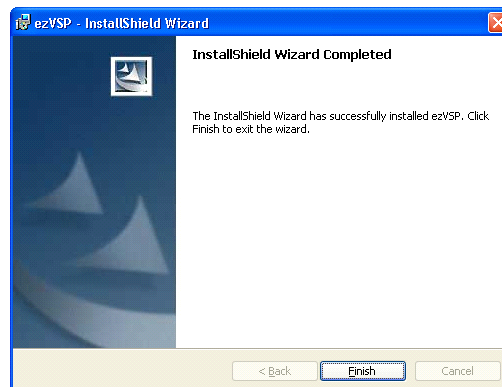 ezVSP - InstallShield Wizard
InstallShield Wizard Completed
The InstallShield Wizard has successfully installed ezVSP. Click
Finish to exit the wizard.
< Back
Finish
Cancel